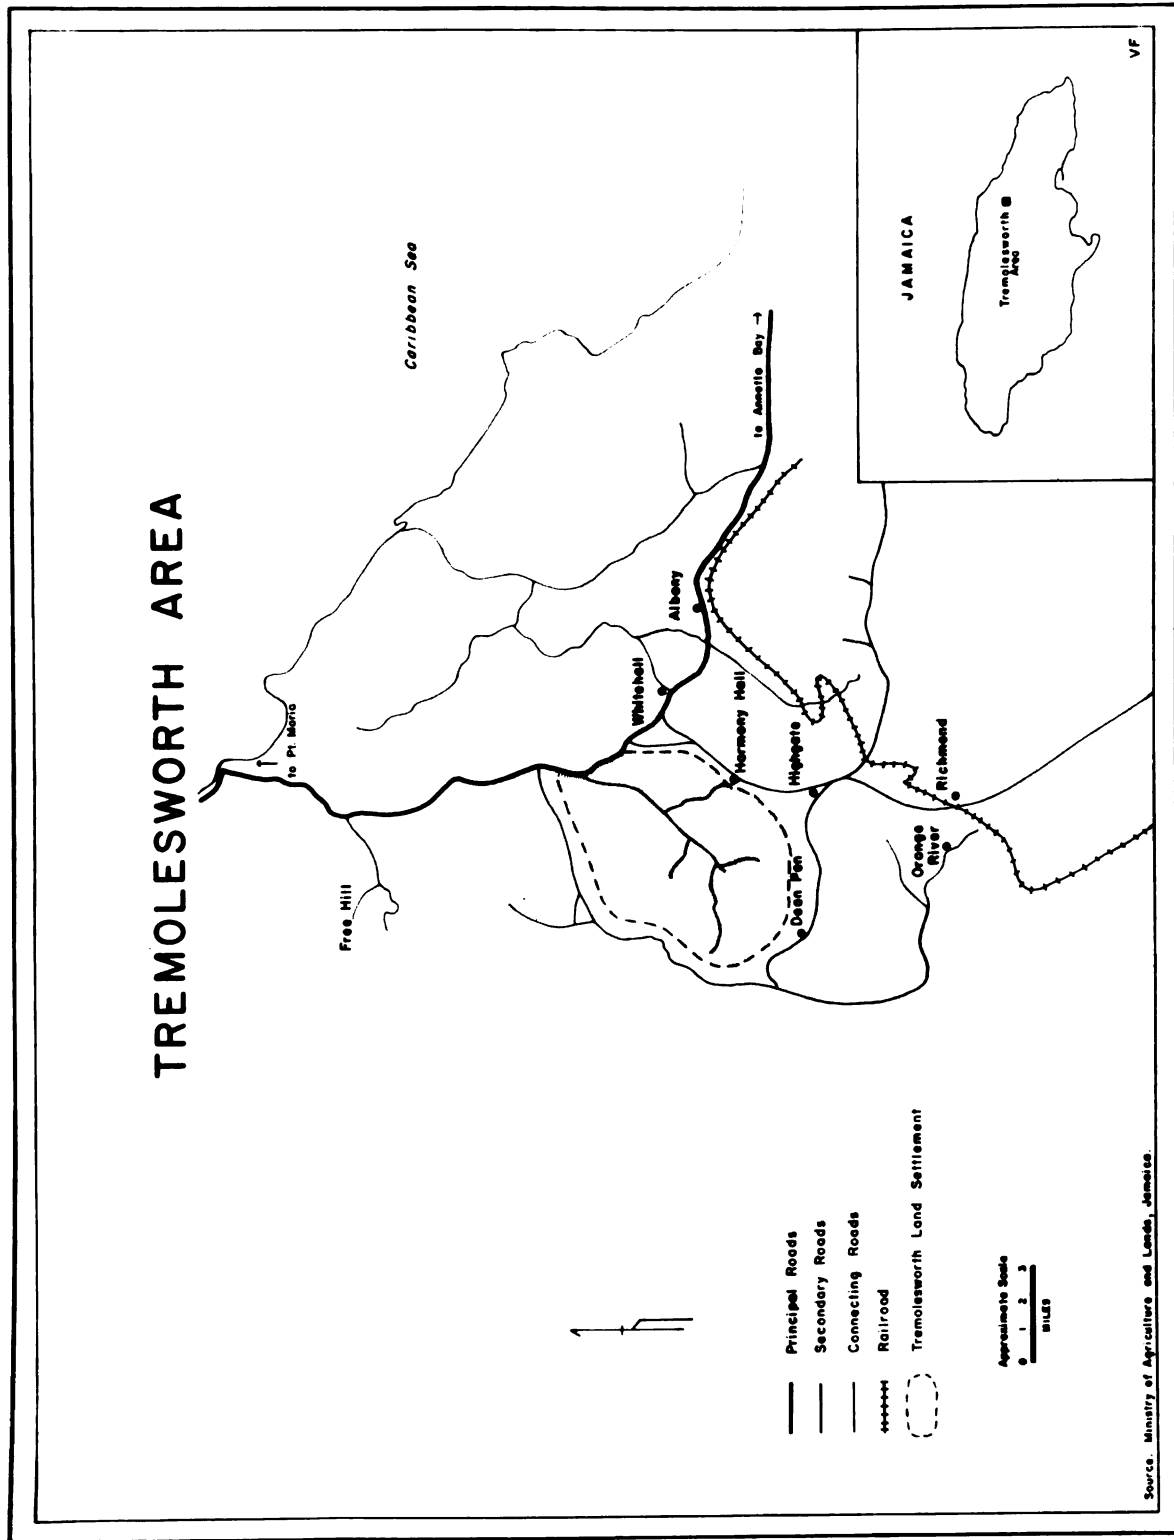 TREMOLESWORTH AREA
Caribbean Sea
to Pt. Maria
Free Hill
Whitehall
Albany
to Annotto Bay →
Harmony Hall
Highgate
Dean Pen
Richmond
Orange
River
Principal Roads
Secondary Roads
Connecting Roads
Railroad
Tremolesworth Land Settlement
Approximate Scale
0 1 2 3
MILES
JAMAICA
Tremolesworth
Area
VF
Source: Ministry of Agriculture and Lands, Jamaica.